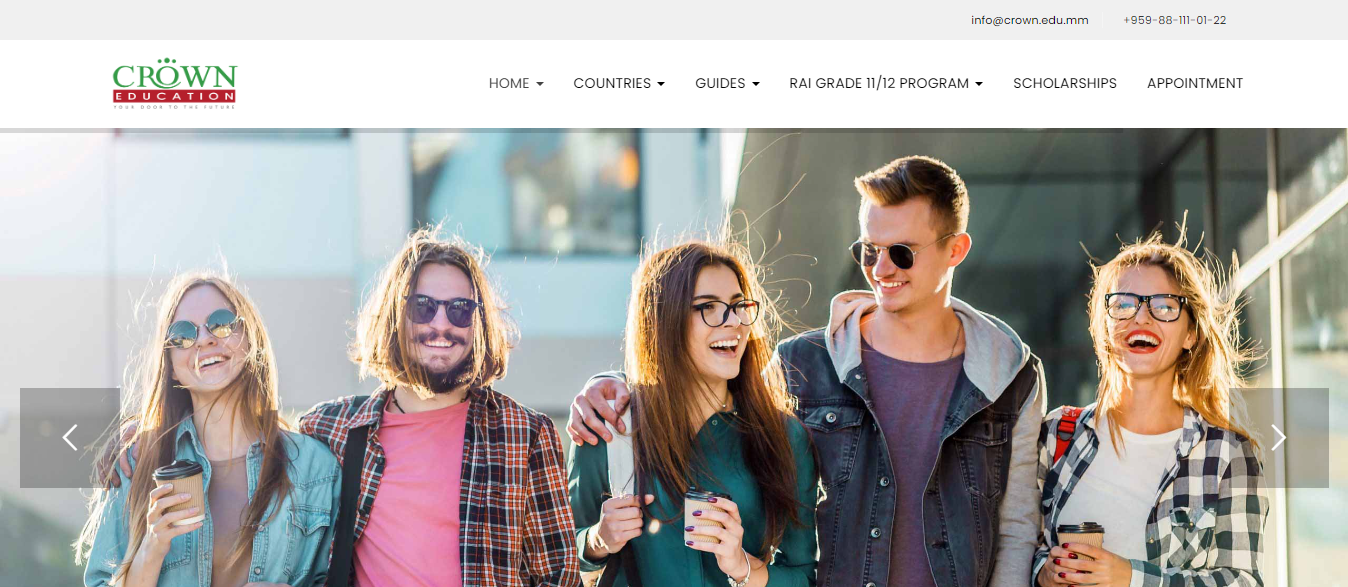 info@crown.edu.mm
+959-88-111-01-22
CROWN
EDUCATION
YOUR DOOR TO THE FUTURE
HOME
COUNTRIES
GUIDES
RAI GRADE 11/12 PROGRAM
SCHOLARSHIPS
APPOINTMENT